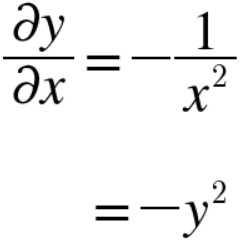 ∂y/∂x = −1/x²
= −y²